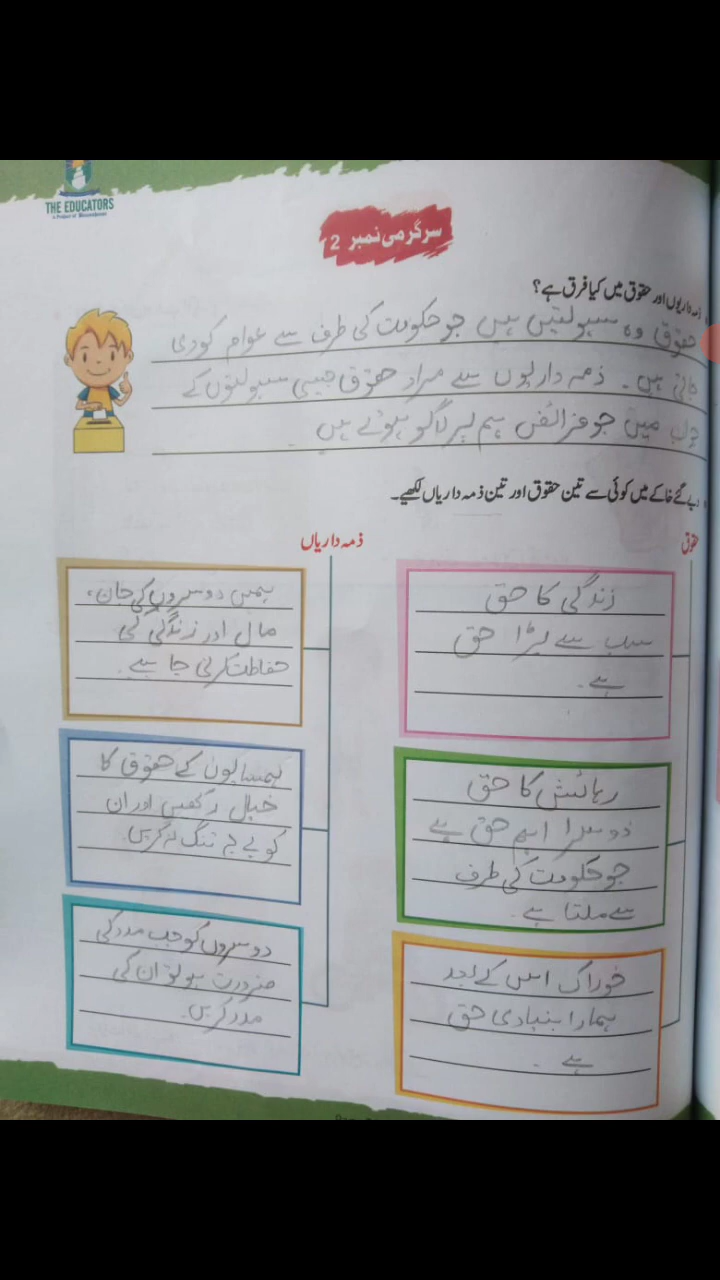 THE EDUCATORS
سرگرمی نمبر 2
ذمہ داریوں اور حقوق میں کیا فرق ہے؟
حقوق وہ سہولتیں ہیں جو حکومت کی طرف سے عوام کو دی
جاتی ہیں۔ ذمہ داریوں سے مراد حقوق جیسی سہولتوں کے
میں جو فرائض ہم پر لاگو ہوتے ہیں
دیے گئے خاکے میں کوئی سے تین حقوق اور تین ذمہ داریاں لکھیے۔
حقوق
زندگی کا حق
سب سے بڑا حق
ہے۔
رہائش کا حق
دوسرا اہم حق ہے
جو حکومت کی طرف
سے ملتا ہے۔
خوراک اس کے بعد
ہمارا بنیادی حق
ہے۔
ذمہ داریاں
ہمیں دوسروں کی جان،
مال اور زندگی کی
حفاظت کرنی چاہیے۔
ہمسایوں کے حقوق کا
خیال رکھیں اور ان
کو تنگ نہ کریں۔
دوسروں کو جب مدد کی
ضرورت ہو تو ان کی
مدد کریں۔